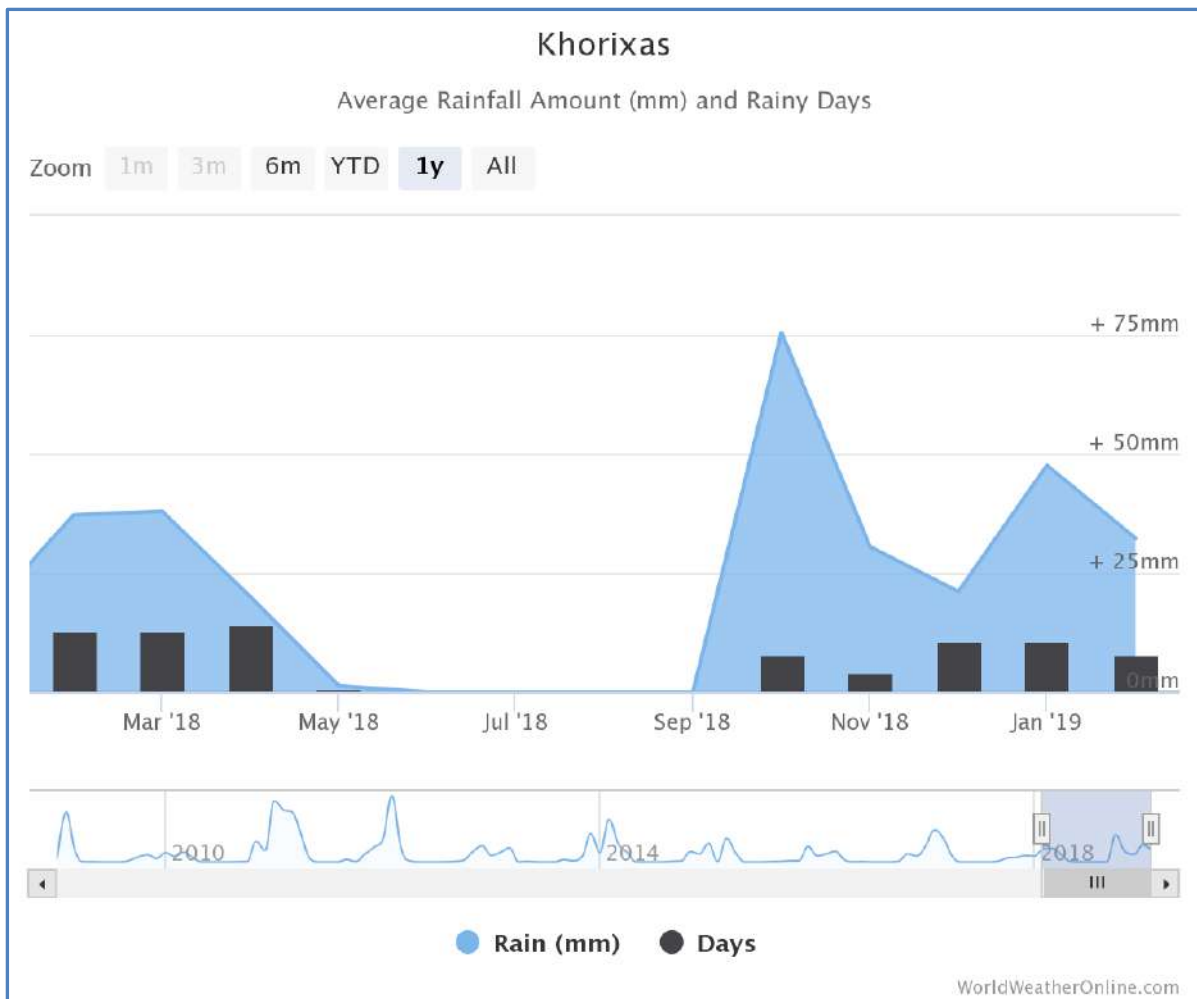 Khorixas
Average Rainfall Amount (mm) and Rainy Days
Zoom 1m 3m 6m YTD 1y All
+ 75mm
+ 50mm
+ 25mm
0mm
Mar '18 May '18 Jul '18 Sep '18 Nov '18 Jan '19
2010 2014 2018
Rain (mm) Days
WorldWeatherOnline.com